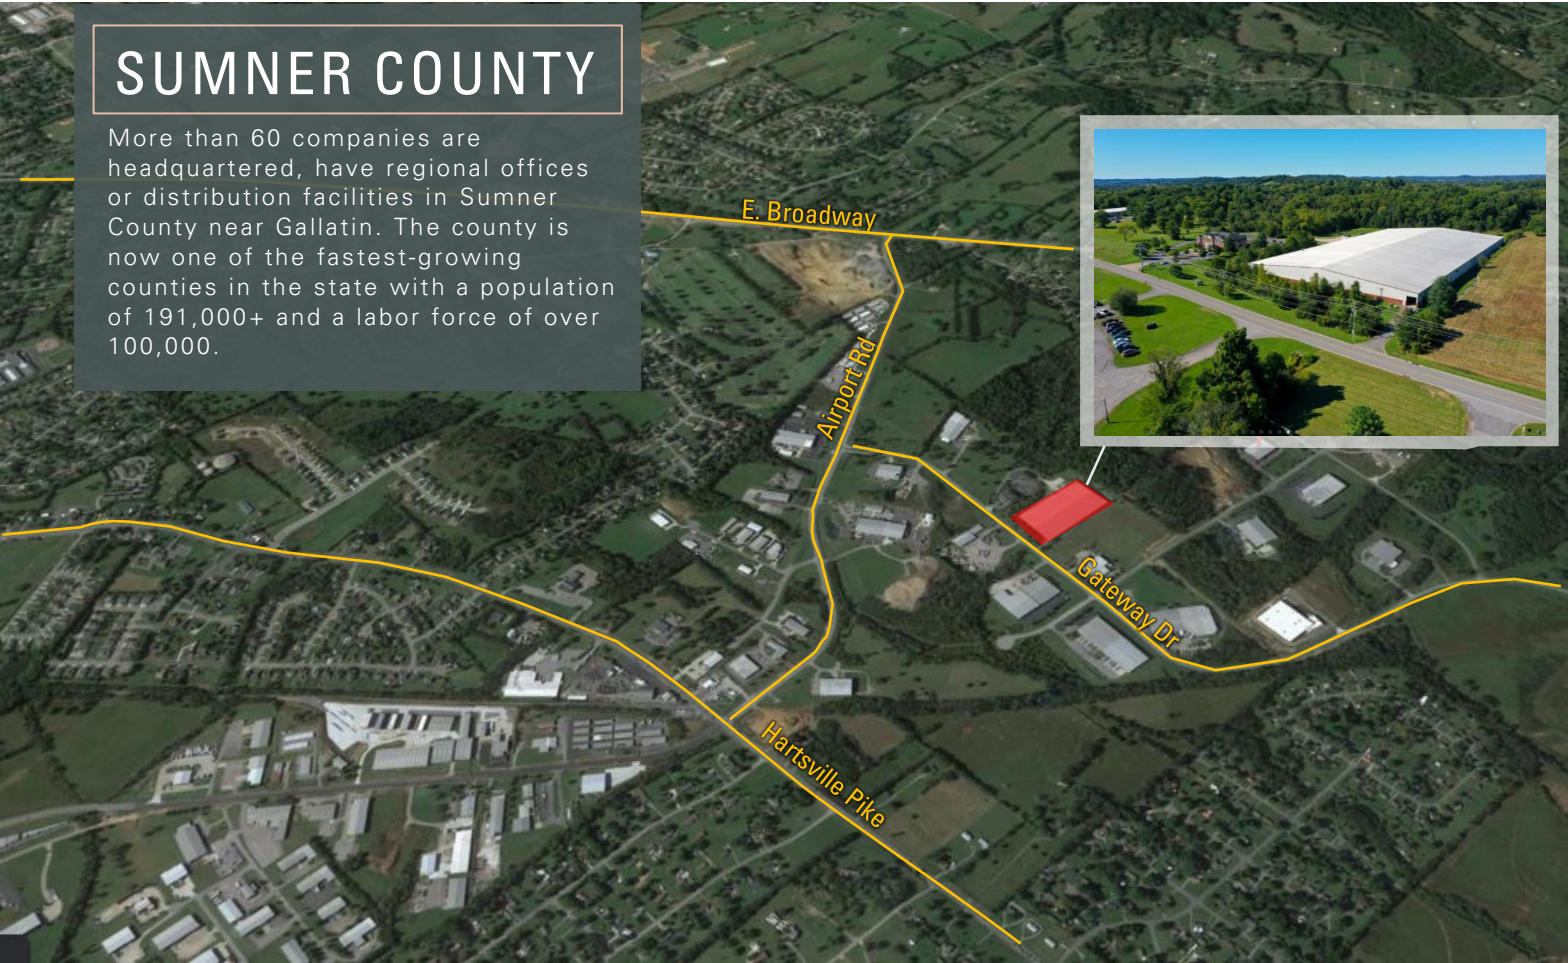 SUMNER COUNTY
More than 60 companies are
headquartered, have regional offices
or distribution facilities in Sumner
County near Gallatin. The county is
now one of the fastest-growing
counties in the state with a population
of 191,000+ and a labor force of over
100,000.
E. Broadway
Airport Rd
Gateway Dr
Hartsville Pike